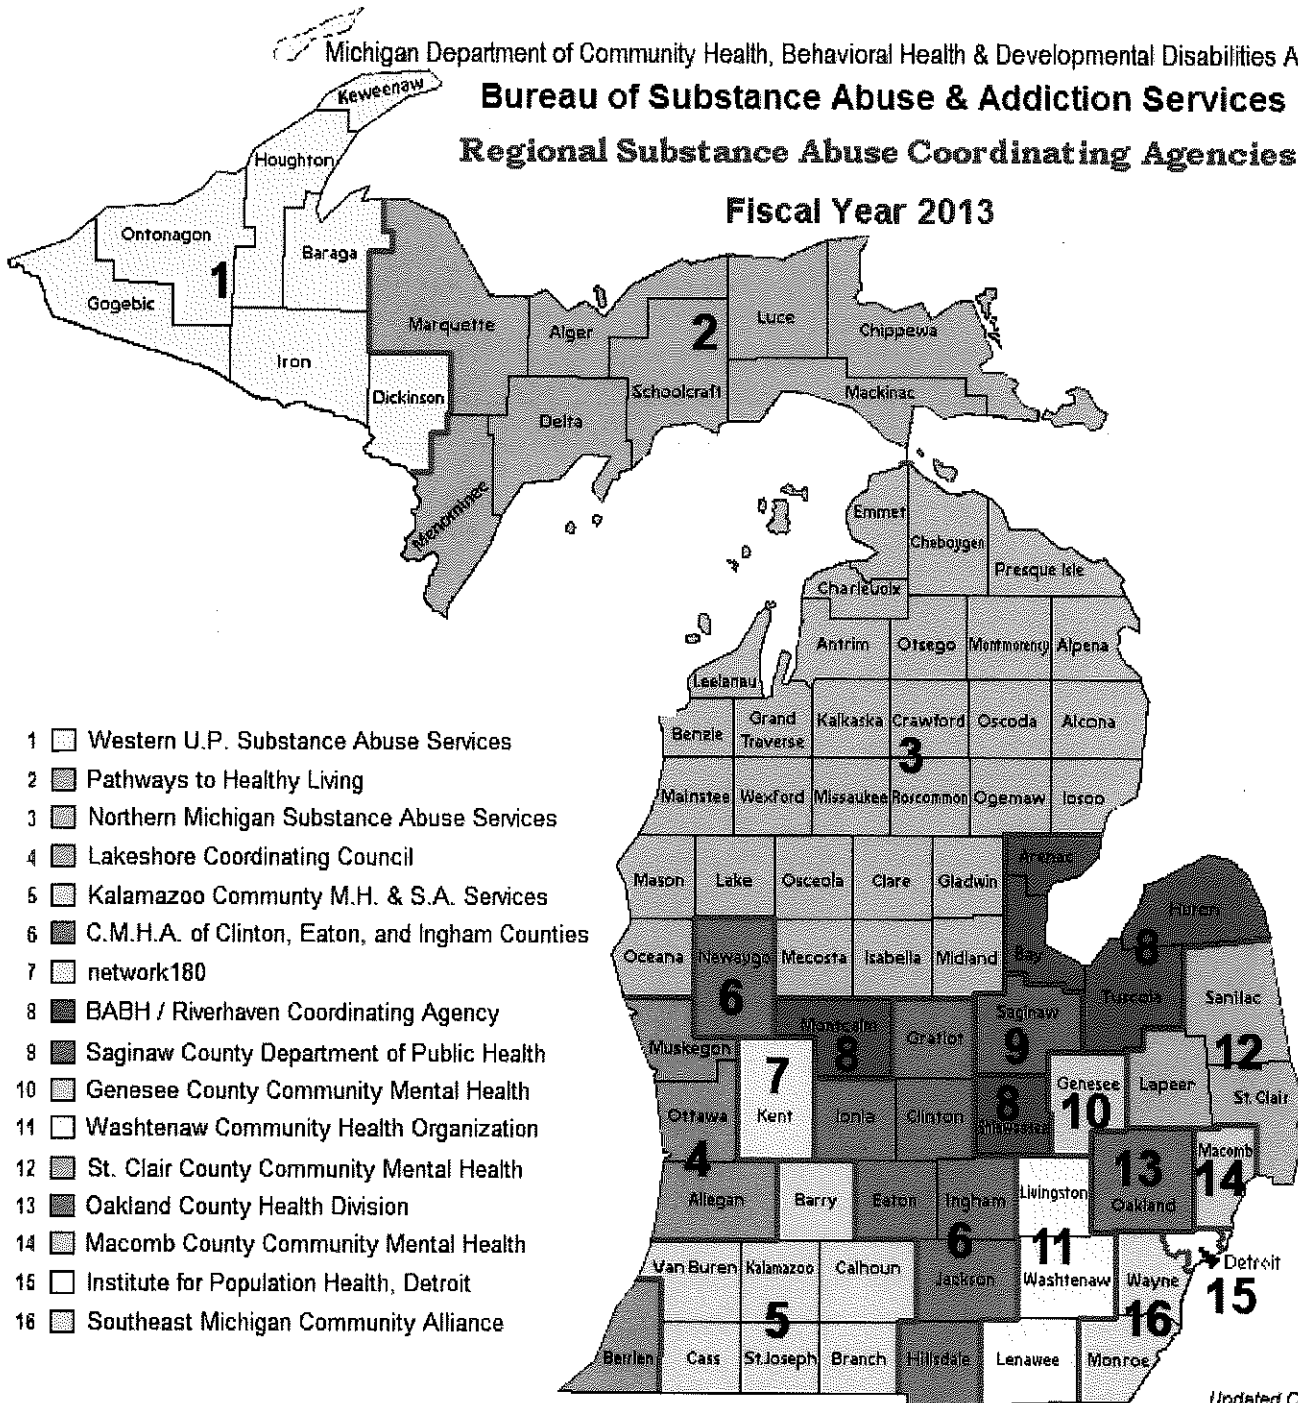 Michigan Department of Community Health, Behavioral Health & Developmental Disabilities A
Bureau of Substance Abuse & Addiction Services
Regional Substance Abuse Coordinating Agencies
Fiscal Year 2013
Keweenaw
Houghton
Ontonagon
Baraga
1
Gogebic
Marquette
Alger
2
Luce
Chippewa
Iron
Dickinson
Schoolcraft
Mackinac
Delta
Menominee
Emmet
Cheboygen
Presque Isle
Charlevoix
Antrim
Otsego
Montmorency
Alpena
Leelanau
Benzie
Grand
Traverse
Kalkaska
Crawford
Oscoda
Alcona
3
Mainstee
Wexford
Missaukee
Roscommon
Ogemaw
Iosco
Arenac
Mason
Lake
Osceola
Clare
Gladwin
Huron
Oceana
Newaygo
Mecosta
Isabella
Midland
Bay
8
6
Tuscola
Sanilac
Muskegon
Montcalm
8
Gratiot
Saginaw
9
12
7
Kent
Genesee
10
Lapeer
St. Clair
Ottawa
Ionia
Clinton
8
4
Allegan
Barry
Eaton
Ingham
Livingston
13
Oakland
Macomb
14
6
11
Van Buren
Kalamazoo
Calhoun
Jackson
Washtenaw
Wayne
Detroit
15
5
16
Berrien
Cass
St.Joseph
Branch
Hillsdale
Lenawee
Monroe
1 Western U.P. Substance Abuse Services
2 Pathways to Healthy Living
3 Northern Michigan Substance Abuse Services
4 Lakeshore Coordinating Council
5 Kalamazoo Communty M.H. & S.A. Services
6 C.M.H.A. of Clinton, Eaton, and Ingham Counties
7 network180
8 BABH / Riverhaven Coordinating Agency
9 Saginaw County Department of Public Health
10 Genesee County Community Mental Health
11 Washtenaw Community Health Organization
12 St. Clair County Community Mental Health
13 Oakland County Health Division
14 Macomb County Community Mental Health
15 Institute for Population Health, Detroit
16 Southeast Michigan Community Alliance
Updated O